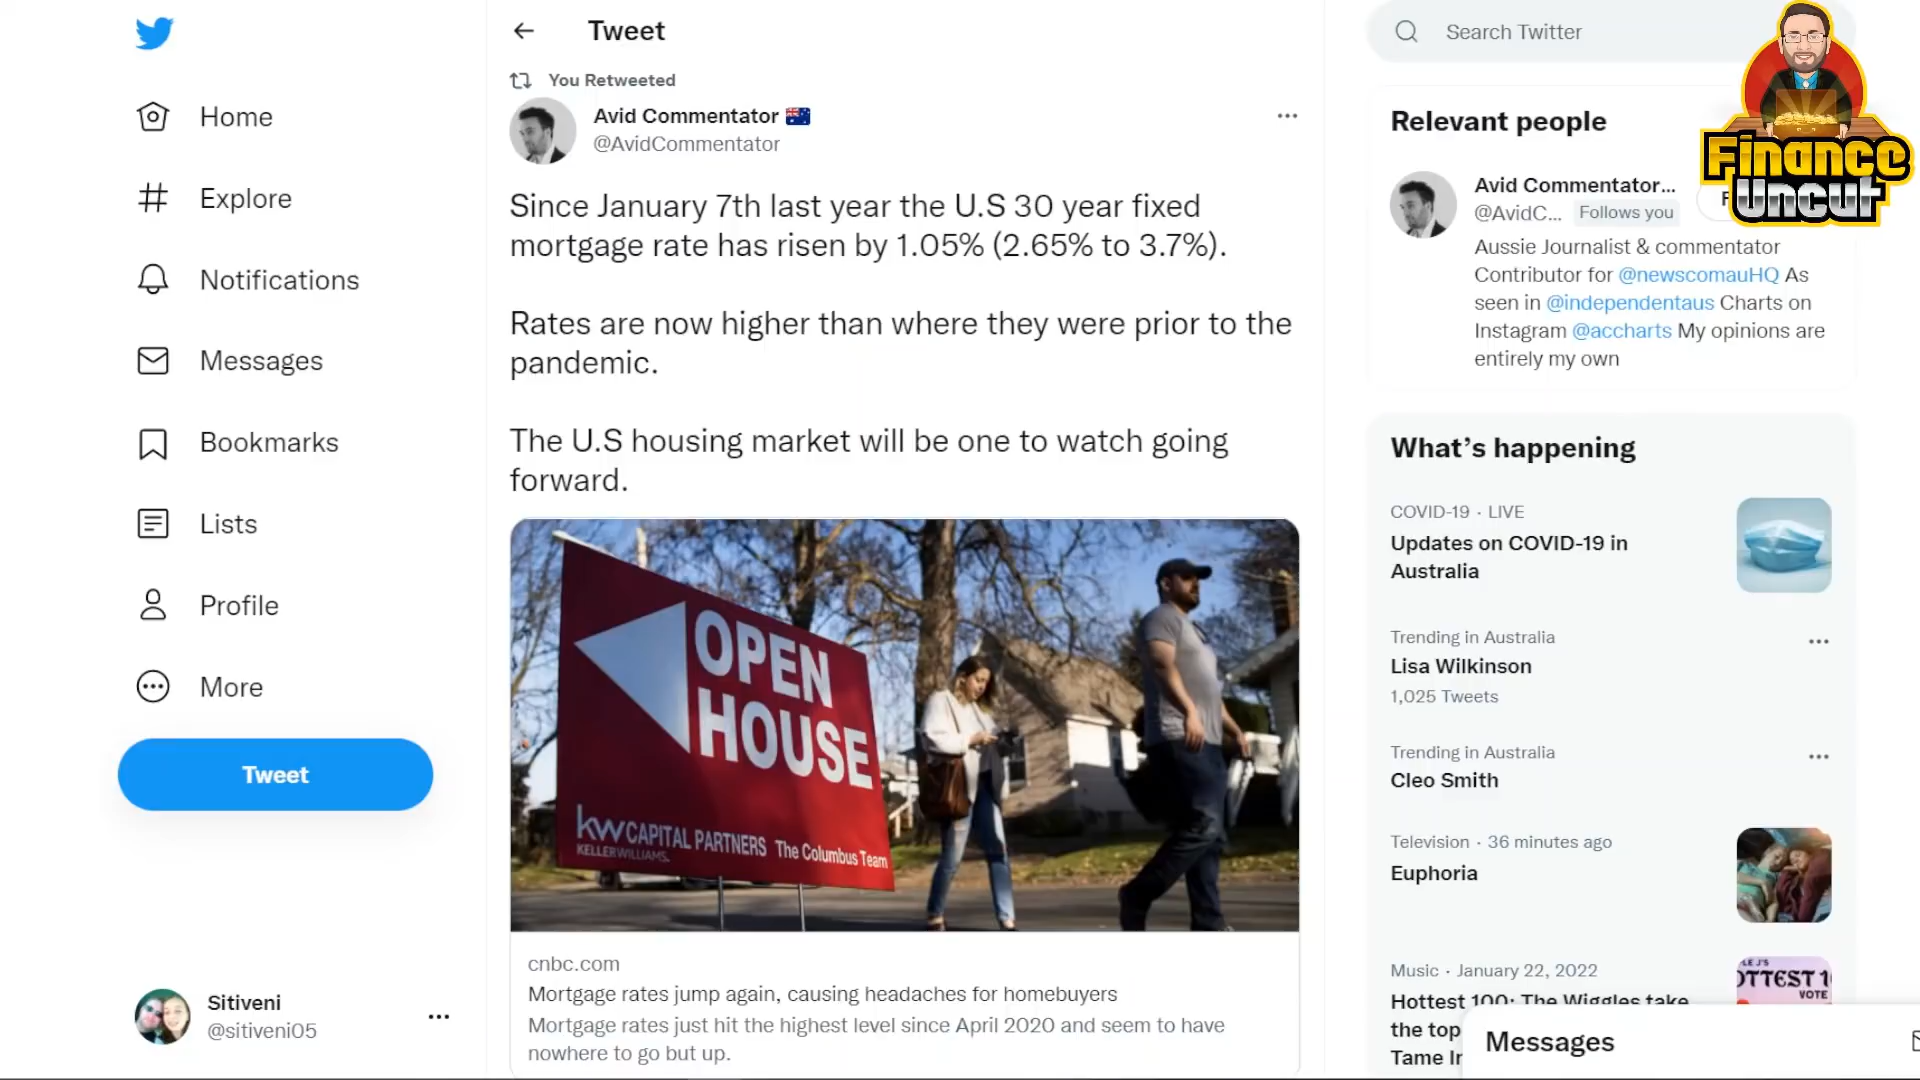 Home
Explore
Notifications
Messages
Bookmarks
Lists
Profile
More
Tweet
Sitiveni
@sitiveni05
Tweet
You Retweeted
Avid Commentator
@AvidCommentator
Since January 7th last year the U.S 30 year fixed
mortgage rate has risen by 1.05% (2.65% to 3.7%).
Rates are now higher than where they were prior to the
pandemic.
The U.S housing market will be one to watch going
forward.
OPEN
HOUSE
kw CAPITAL PARTNERS The Columbus Team
KELLERWILLIAMS.
cnbc.com
Mortgage rates jump again, causing headaches for homebuyers
Mortgage rates just hit the highest level since April 2020 and seem to have
nowhere to go but up.
Search Twitter
Finance
Uncut
Relevant people
Avid Commentator...
@AvidC... Follows you
Aussie Journalist & commentator
Contributor for @newscomauHQ As
seen in @independentaus Charts on
Instagram @accharts My opinions are
entirely my own
What's happening
COVID-19 · LIVE
Updates on COVID-19 in
Australia
Trending in Australia
Lisa Wilkinson
1,025 Tweets
Trending in Australia
Cleo Smith
Television · 36 minutes ago
Euphoria
Music · January 22, 2022
Hottest 100: The Wiggles take
the top
Tame
VOTE
Messages